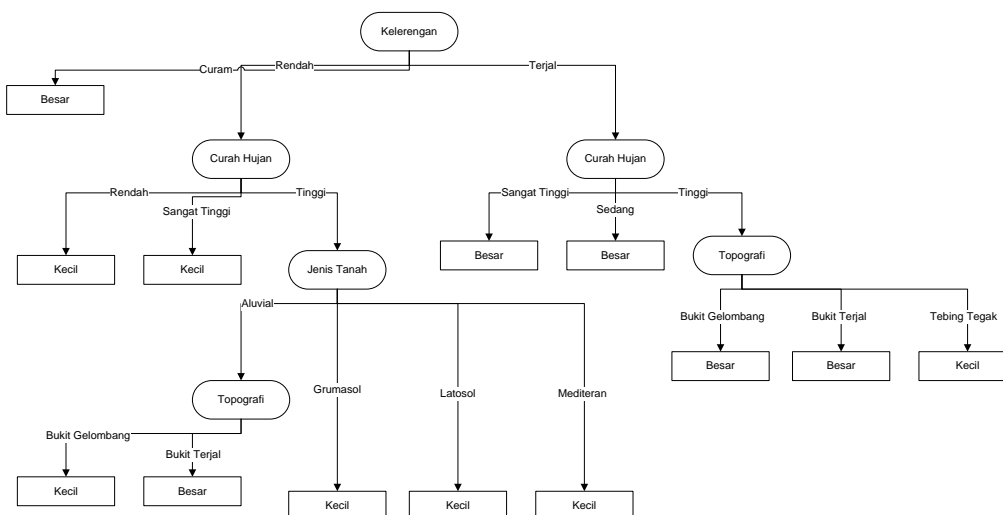 Kelerengan
Curam
Rendah
Terjal
Besar
Curah Hujan
Curah Hujan
Rendah
Sangat Tinggi
Tinggi
Sangat Tinggi
Sedang
Tinggi
Kecil
Kecil
Jenis Tanah
Besar
Besar
Topografi
Aluvial
Grumasol
Latosol
Mediteran
Bukit Gelombang
Bukit Terjal
Tebing Tegak
Besar
Besar
Kecil
Topografi
Bukit Gelombang
Bukit Terjal
Kecil
Besar
Kecil
Kecil
Kecil